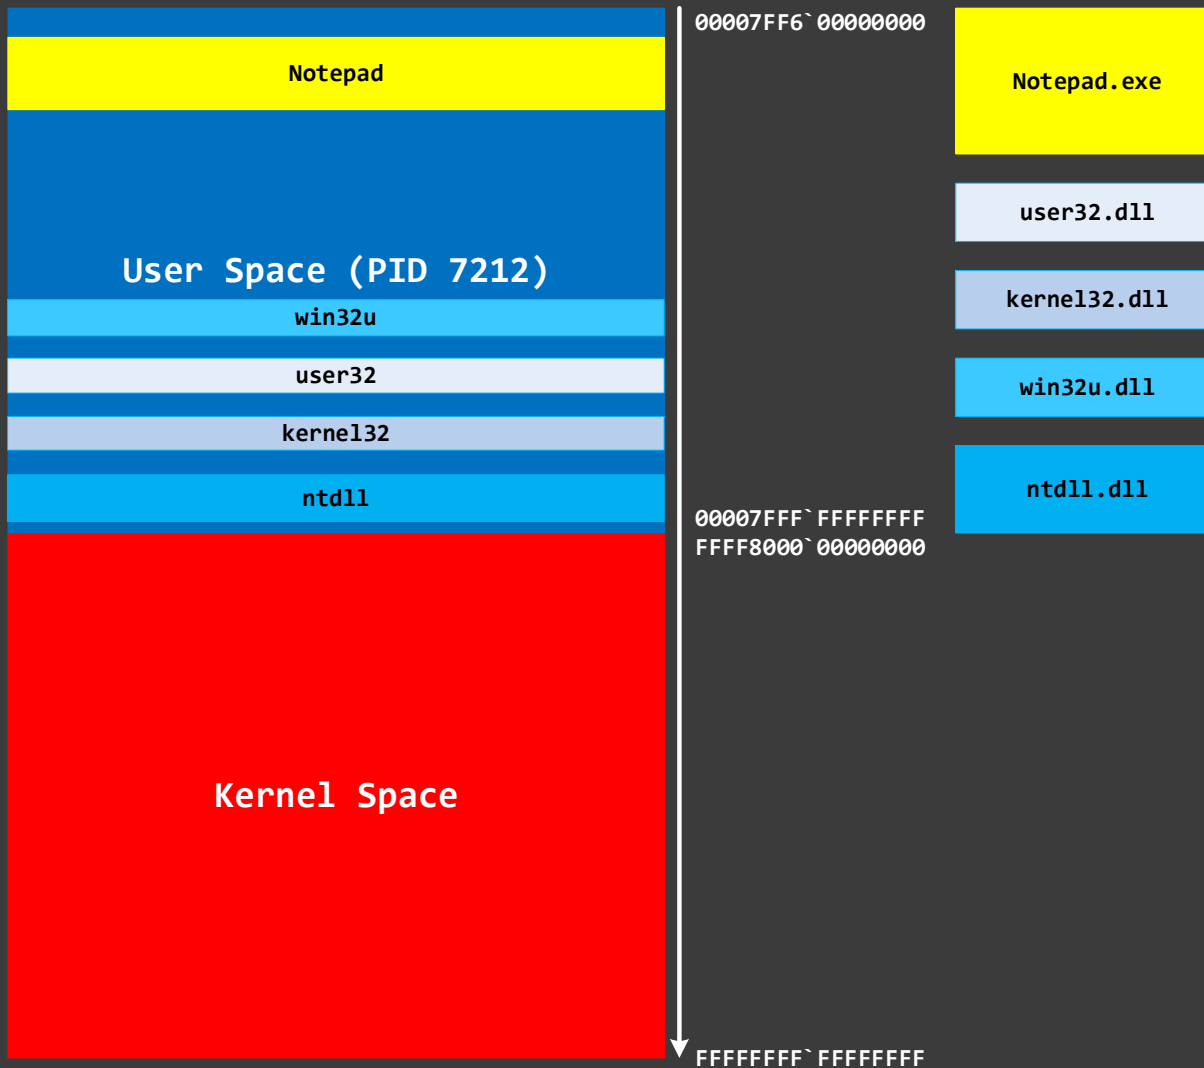 Notepad
User Space (PID 7212)
win32u
user32
kernel32
ntdll
Kernel Space
00007FF6`00000000
00007FFF`FFFFFFFF
FFFF8000`00000000
FFFFFFFF`FFFFFFFF
Notepad.exe
user32.dll
kernel32.dll
win32u.dll
ntdll.dll